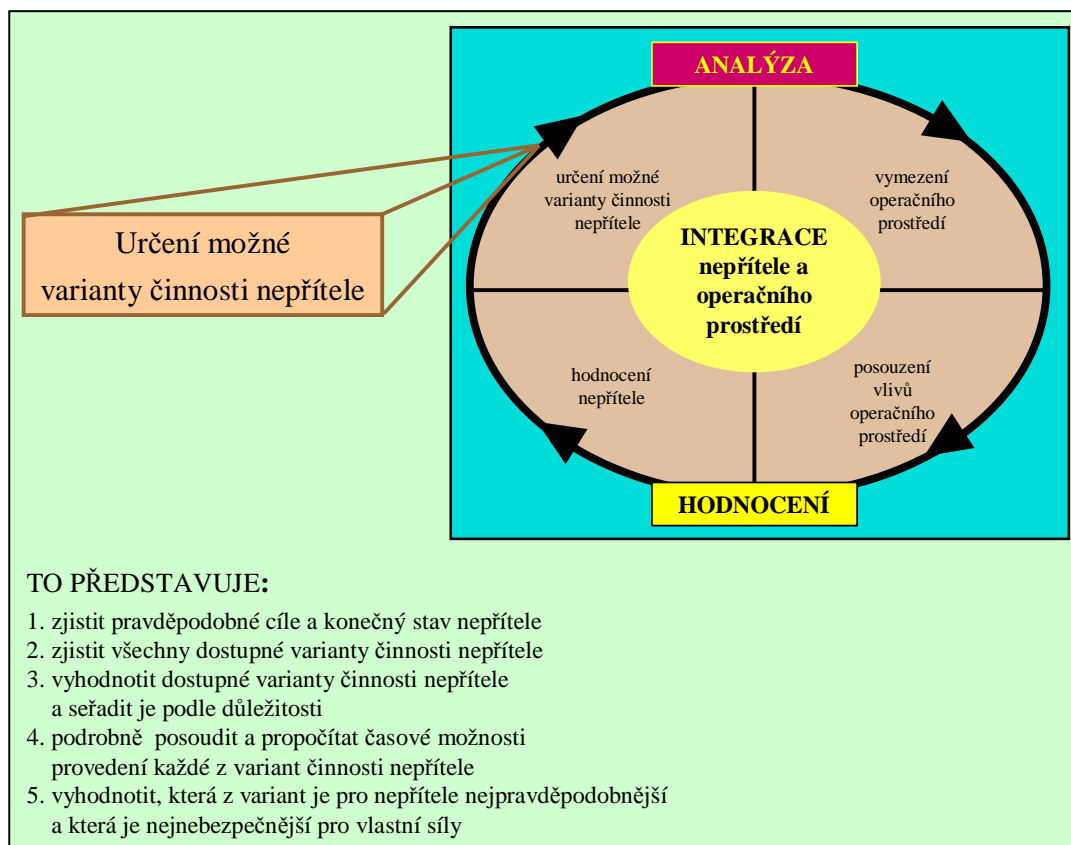 ANALÝZA
určení možné
varianty činnosti
nepřítele
vymezení
operačního
prostředí
Určení možné
varianty činnosti nepřítele
INTEGRACE
nepřítele a
operačního
prostředí
hodnocení
nepřítele
posouzení
vlivů
operačního
prostředí
HODNOCENÍ
TO PŘEDSTAVUJE:
1. zjistit pravděpodobné cíle a konečný stav nepřítele
2. zjistit všechny dostupné varianty činnosti nepřítele
3. vyhodnotit dostupné varianty činnosti nepřítele
a seřadit je podle důležitosti
4. podrobně posoudit a propočítat časové možnosti
provedení každé z variant činnosti nepřítele
5. vyhodnotit, která z variant je pro nepřítele nejpravděpodobnější
a která je nejnebezpečnější pro vlastní síly